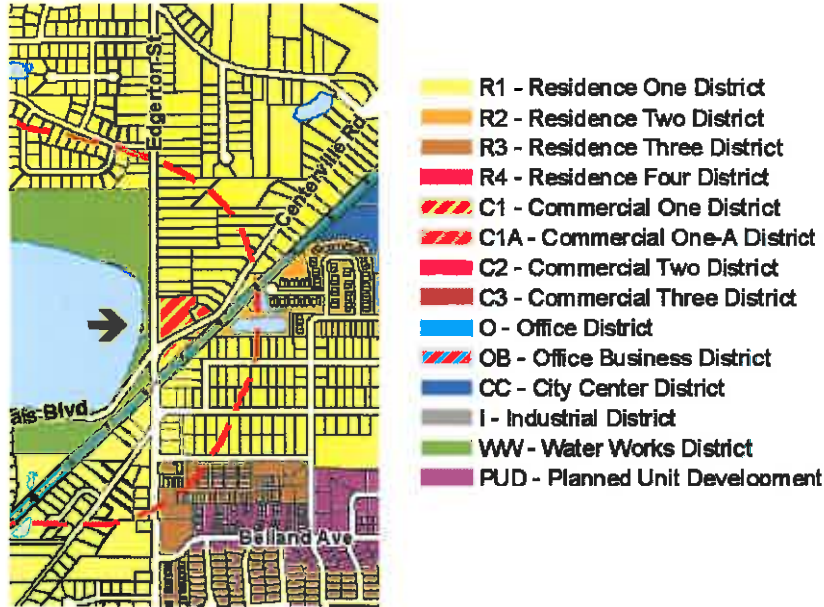 Edgerton-St
Centerville Rd
ais-Blvd
Belland Ave
R1 - Residence One District
R2 - Residence Two District
R3 - Residence Three District
R4 - Residence Four District
C1 - Commercial One District
C1A - Commercial One-A District
C2 - Commercial Two District
C3 - Commercial Three District
O - Office District
OB - Office Business District
CC - City Center District
I - Industrial District
WW - Water Works District
PUD - Planned Unit Development